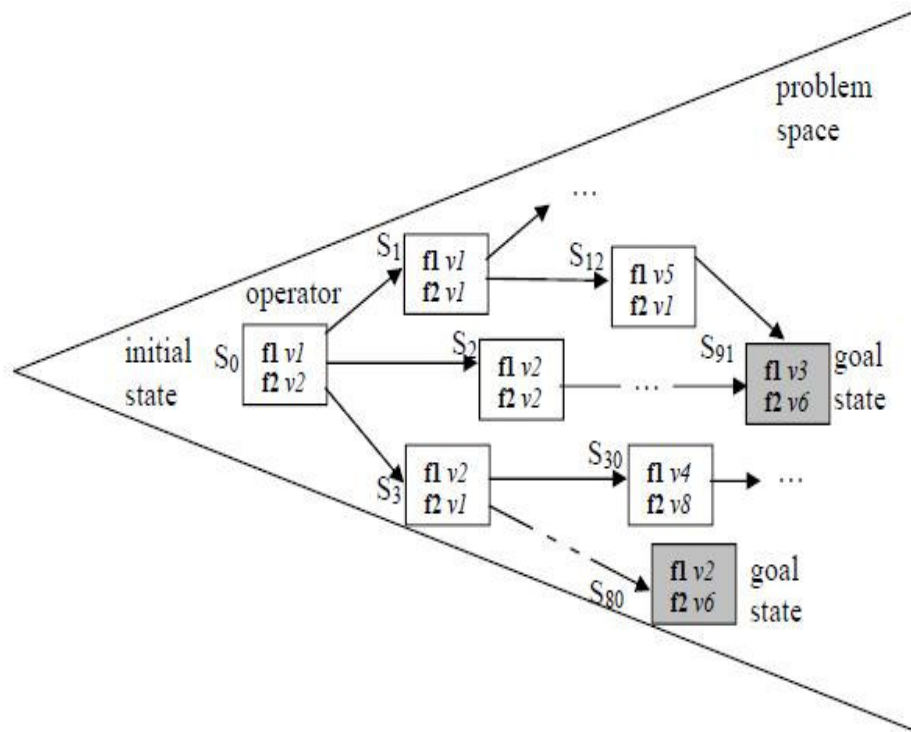 problem
space
...
S1
f1 v1
f2 v1
S12
f1 v5
f2 v1
operator
initial
state
S0
f1 v1
f2 v2
S2
f1 v2
f2 v2
...
S91
f1 v3
f2 v6
goal
state
S3
f1 v2
f2 v1
S30
f1 v4
f2 v8
...
S80
f1 v2
f2 v6
goal
state